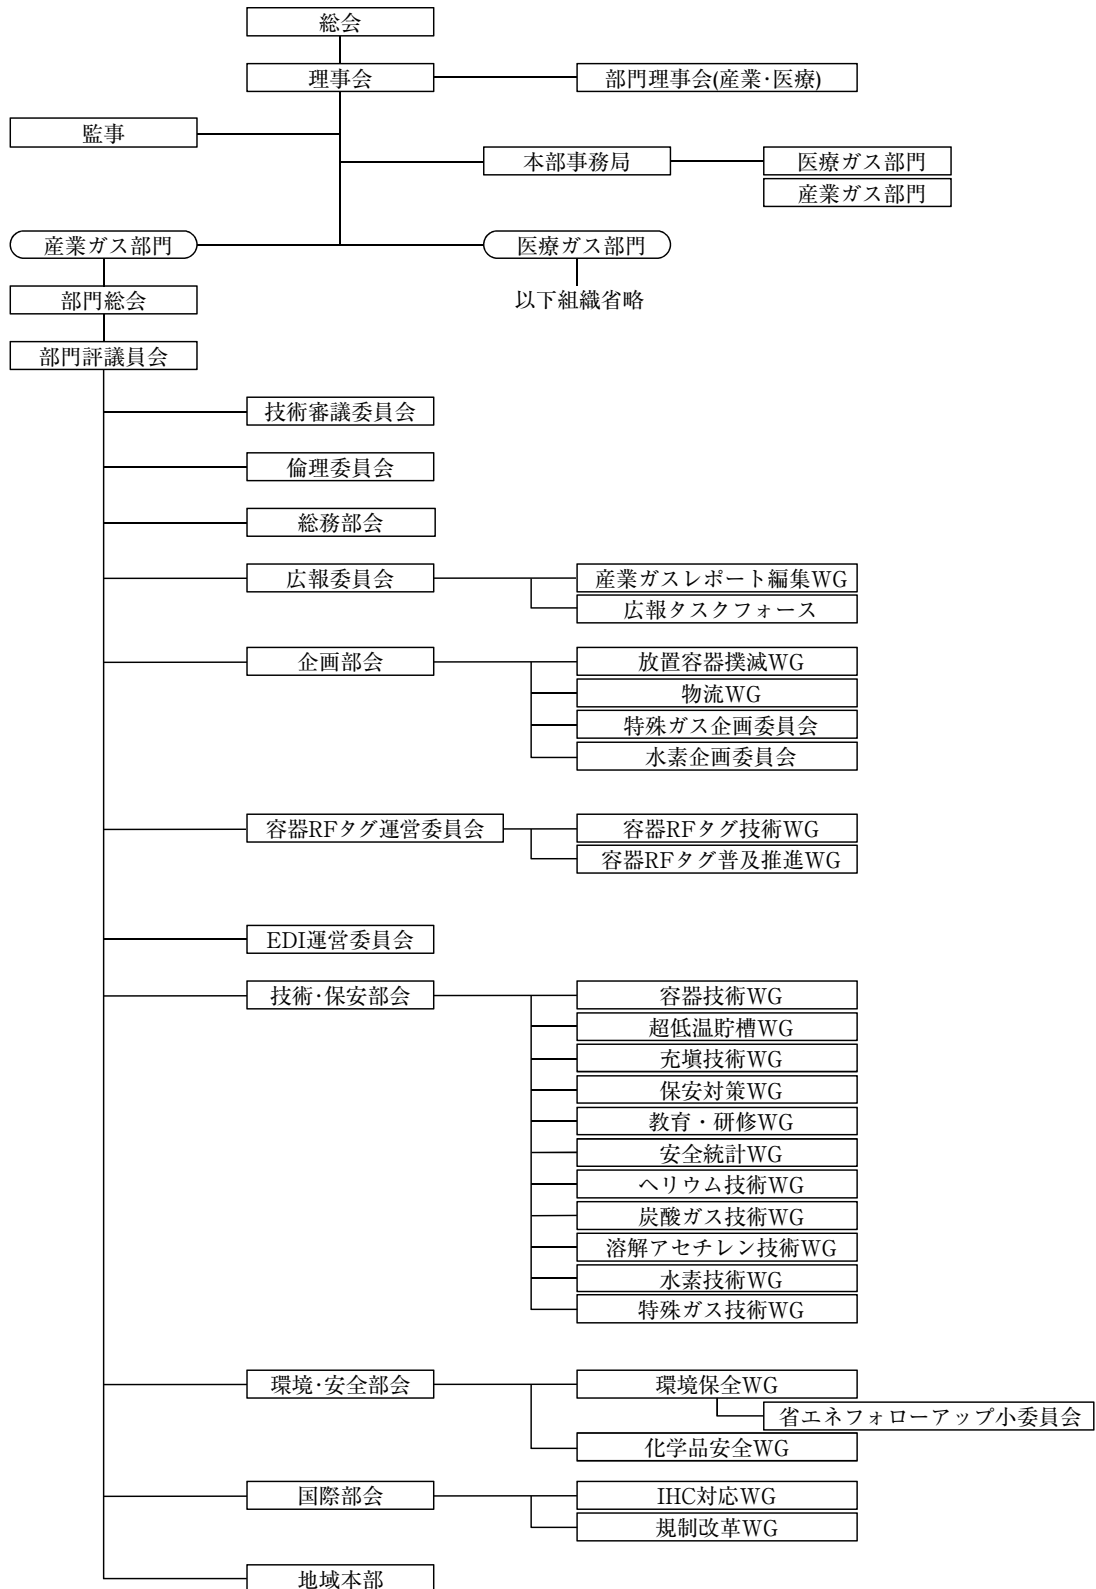 総会
理事会
部門理事会(産業・医療)
監事
本部事務局
医療ガス部門
産業ガス部門
産業ガス部門
医療ガス部門
部門総会
以下組織省略
部門評議員会
技術審議委員会
倫理委員会
総務部会
広報委員会
産業ガスレポート編集WG
広報タスクフォース
企画部会
放置容器撲滅WG
物流WG
特殊ガス企画委員会
水素企画委員会
容器RFタグ運営委員会
容器RFタグ技術WG
容器RFタグ普及推進WG
EDI運営委員会
技術・保安部会
容器技術WG
超低温貯槽WG
充塡技術WG
保安対策WG
教育・研修WG
安全統計WG
ヘリウム技術WG
炭酸ガス技術WG
溶解アセチレン技術WG
水素技術WG
特殊ガス技術WG
環境・安全部会
環境保全WG
省エネフォローアップ小委員会
化学品安全WG
国際部会
IHC対応WG
規制改革WG
地域本部